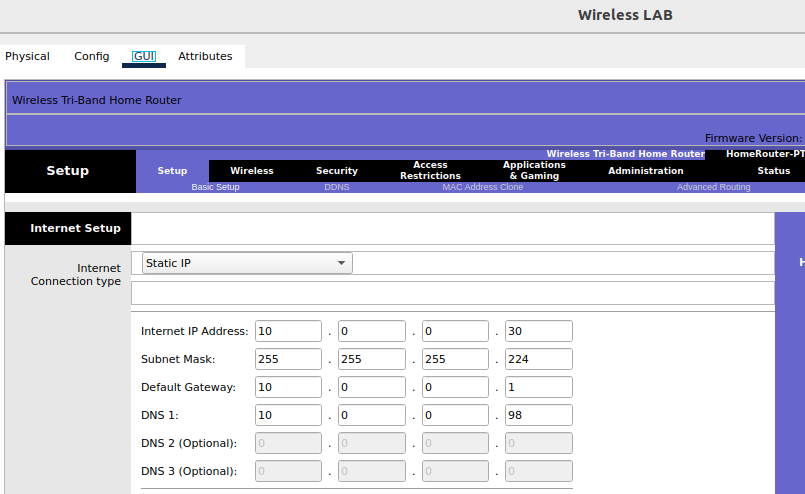 Wireless LAB
Physical Config GUI Attributes
Wireless Tri-Band Home Router
Firmware Version:
Wireless Tri-Band Home Router HomeRouter-PT
Setup
Setup Wireless Security Access Restrictions Applications & Gaming Administration Status
Basic Setup DDNS MAC Address Clone Advanced Routing
Internet Setup
Internet Connection type
Static IP
Internet IP Address: 10 . 0 . 0 . 30
Subnet Mask: 255 . 255 . 255 . 224
Default Gateway: 10 . 0 . 0 . 1
DNS 1: 10 . 0 . 0 . 98
DNS 2 (Optional): 0 . 0 . 0 . 0
DNS 3 (Optional): 0 . 0 . 0 . 0